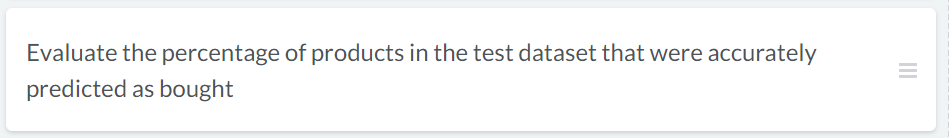 Evaluate the percentage of products in the test dataset that were accurately
predicted as bought